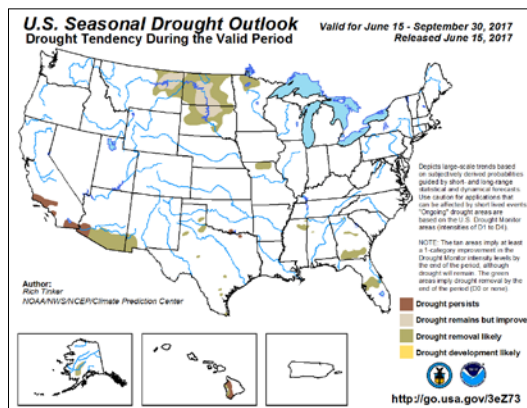 U.S. Seasonal Drought Outlook
Drought Tendency During the Valid Period
Valid for June 15 - September 30, 2017
Released June 15, 2017
Depicts large-scale trends based
on subjectively derived probabilities
guided by short- and long-range
statistical and dynamical forecasts.
Use caution for applications that
can be affected by short lived events.
"Ongoing" drought areas are
based on the U.S. Drought Monitor
areas (intensities of D1 to D4).
NOTE: The tan areas imply at least
a 1-category improvement in the
Drought Monitor intensity levels by
the end of the period, although
drought will remain. The green
areas imply drought removal by the
end of the period (D0 or none).
Author:
Rich Tinker
NOAA/NWS/NCEP/Climate Prediction Center
Drought persists
Drought remains but improves
Drought removal likely
Drought development likely
http://go.usa.gov/3eZ73